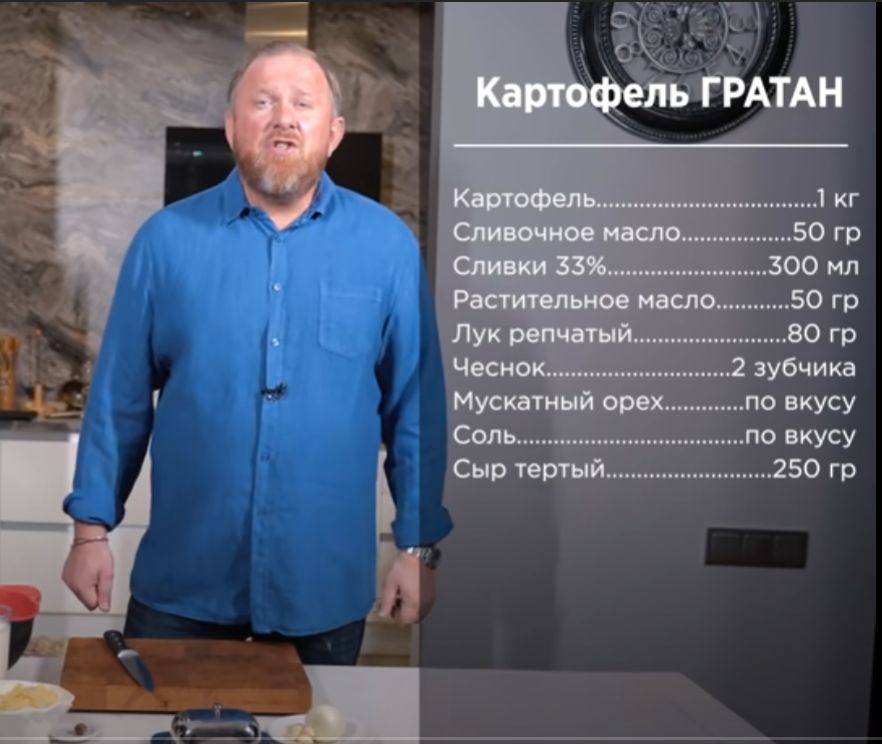 Картофель ГРАТАН
Картофель.................................1 кг
Сливочное масло................50 гр
Сливки 33%.......................300 мл
Растительное масло...........50 гр
Лук репчатый.......................80 гр
Чеснок...........................2 зубчика
Мускатный орех............по вкусу
Соль..................................по вкусу
Сыр тертый.........................250 гр